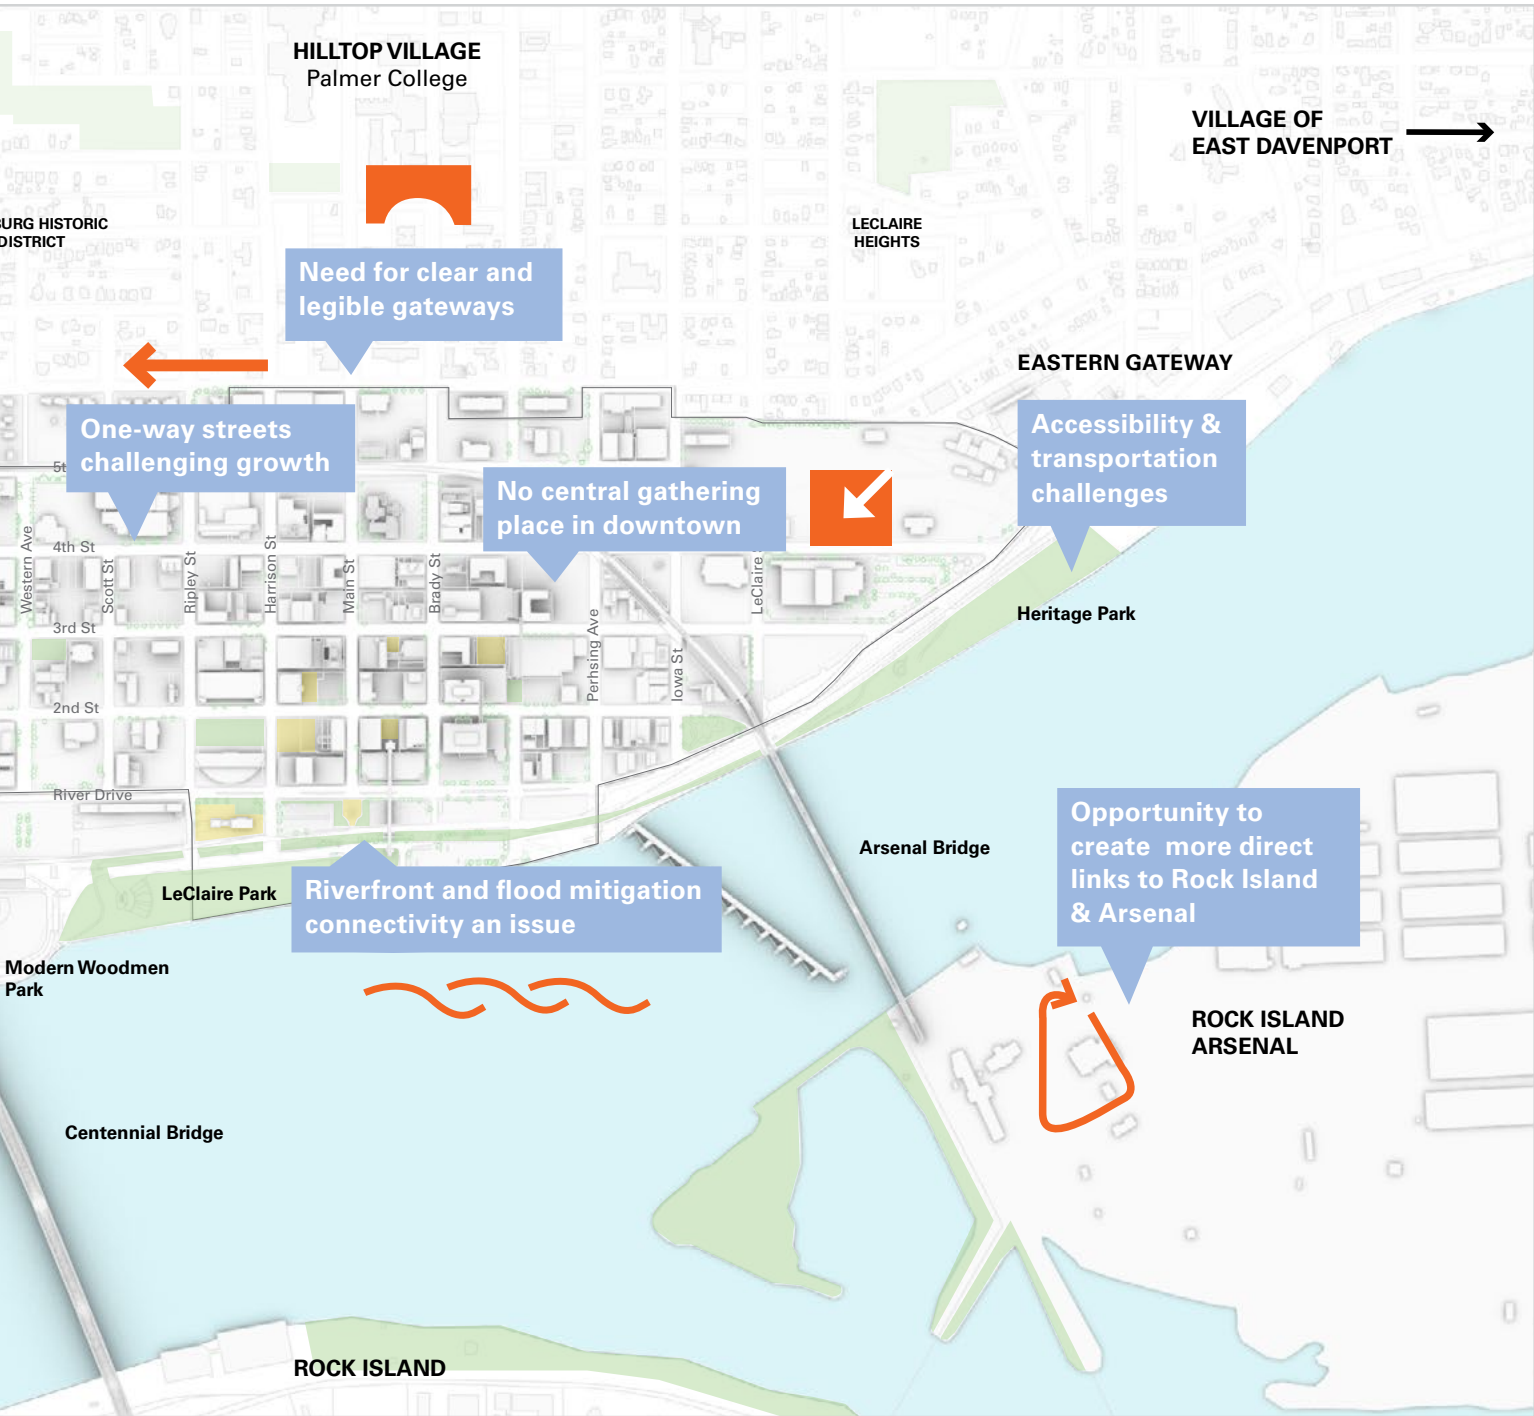 HILLTOP VILLAGE
Palmer College
VILLAGE OF
EAST DAVENPORT
BURG HISTORIC
DISTRICT
LECLAIRE
HEIGHTS
Need for clear and
legible gateways
EASTERN GATEWAY
One-way streets
challenging growth
Accessibility &
transportation
challenges
No central gathering
place in downtown
5t
4th St
3rd St
2nd St
River Drive
Western Ave
Scott St
Ripley St
Harrison St
Main St
Brady St
Perhsing Ave
Iowa St
LeClaire S
Heritage Park
Opportunity to
create  more direct
links to Rock Island
& Arsenal
Arsenal Bridge
LeClaire Park
Riverfront and flood mitigation
connectivity an issue
Modern Woodmen
Park
ROCK ISLAND
ARSENAL
Centennial Bridge
ROCK ISLAND